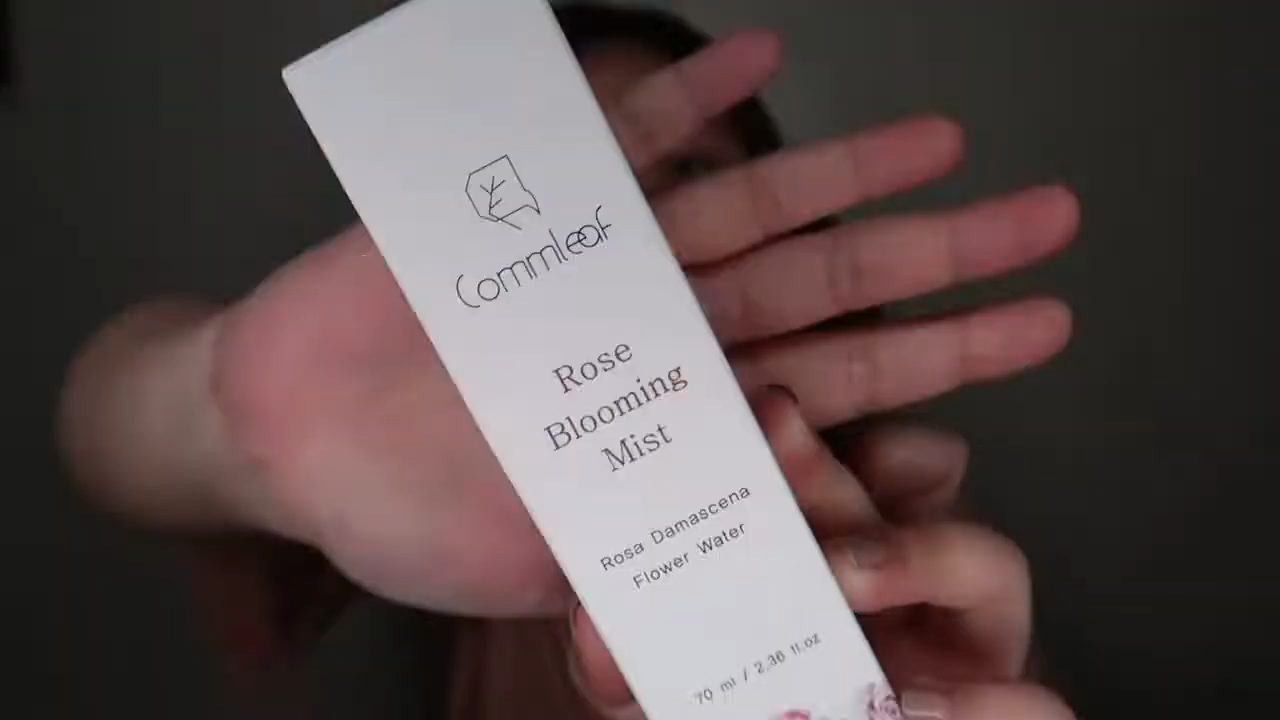 Commleaf
Rose
Blooming
Mist
Rosa Damascena
Flower Water
70 ml / 2.36 fl.oz